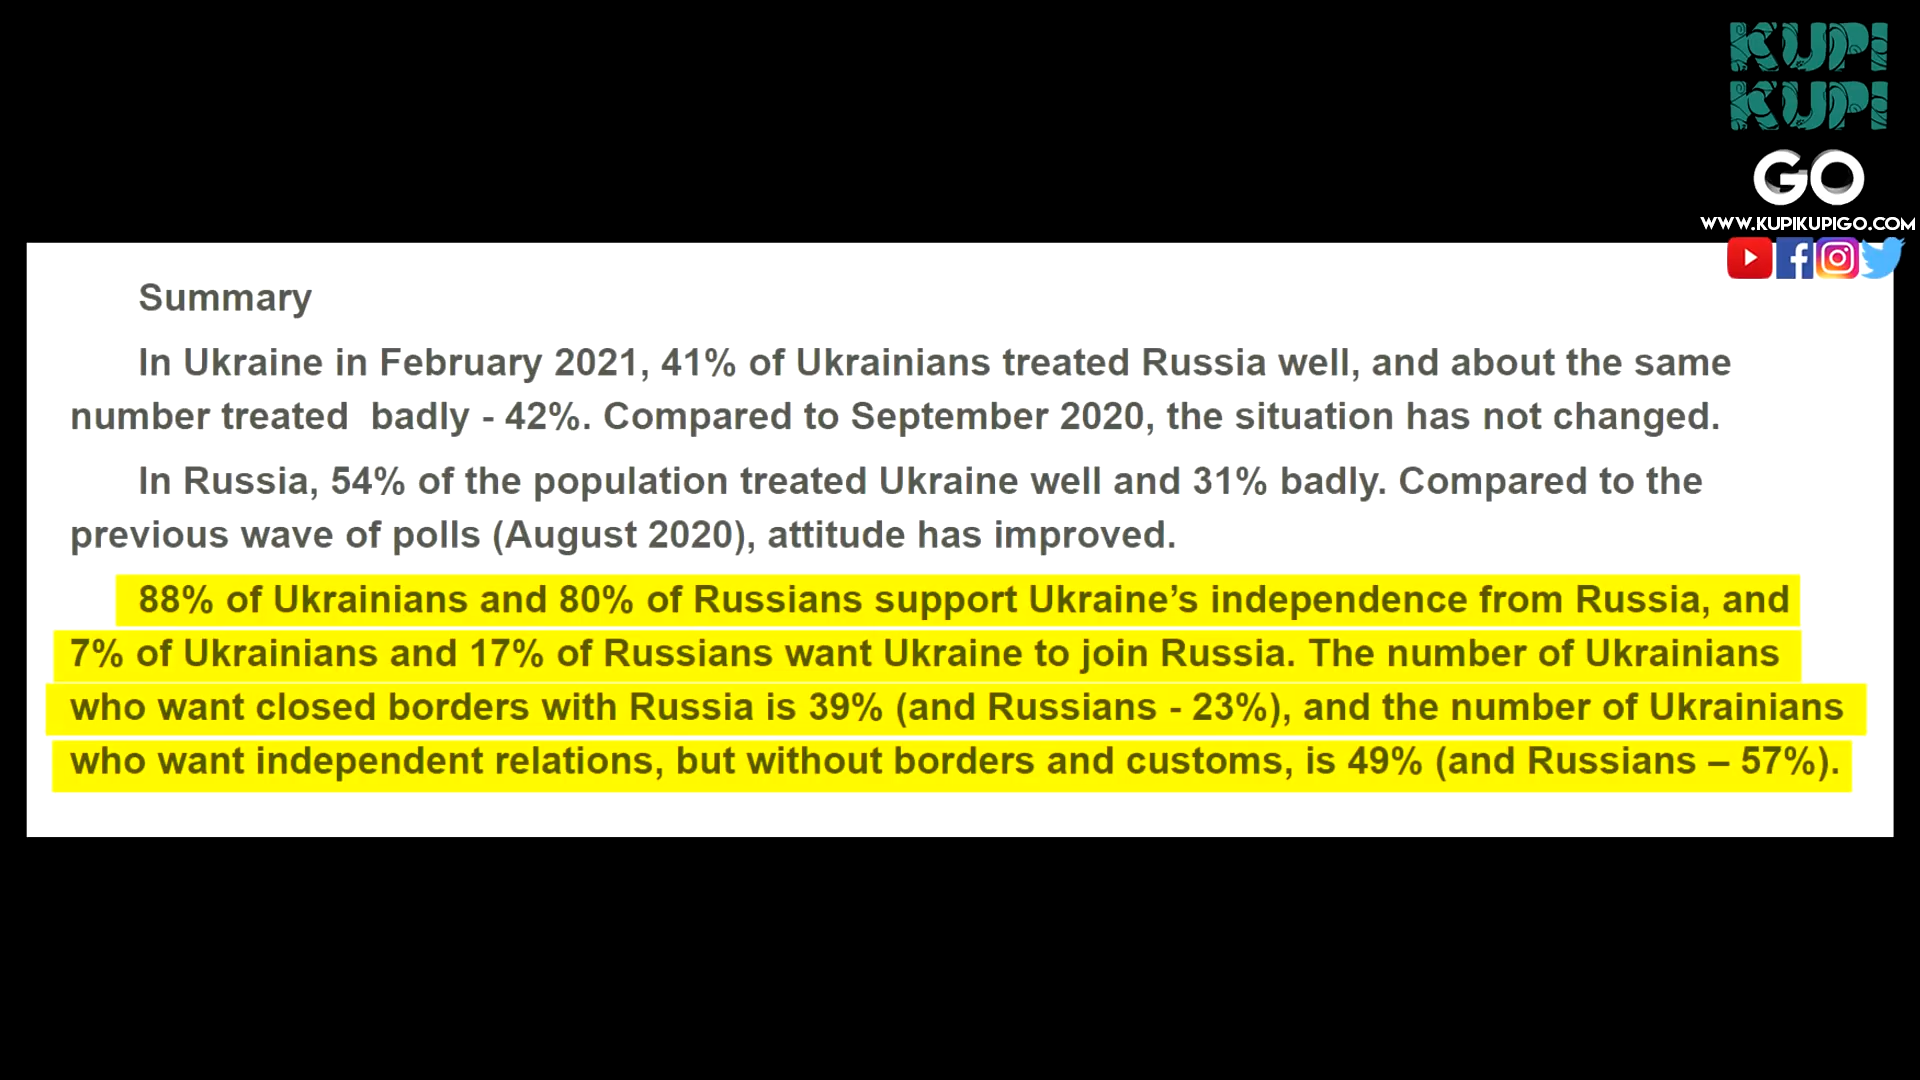 KUPI
KUPI
GO
WWW.KUPIKUPIGO.COM
Summary
In Ukraine in February 2021, 41% of Ukrainians treated Russia well, and about the same
number treated  badly - 42%. Compared to September 2020, the situation has not changed.
In Russia, 54% of the population treated Ukraine well and 31% badly. Compared to the
previous wave of polls (August 2020), attitude has improved.
88% of Ukrainians and 80% of Russians support Ukraine’s independence from Russia, and
7% of Ukrainians and 17% of Russians want Ukraine to join Russia. The number of Ukrainians
who want closed borders with Russia is 39% (and Russians - 23%), and the number of Ukrainians
who want independent relations, but without borders and customs, is 49% (and Russians – 57%).